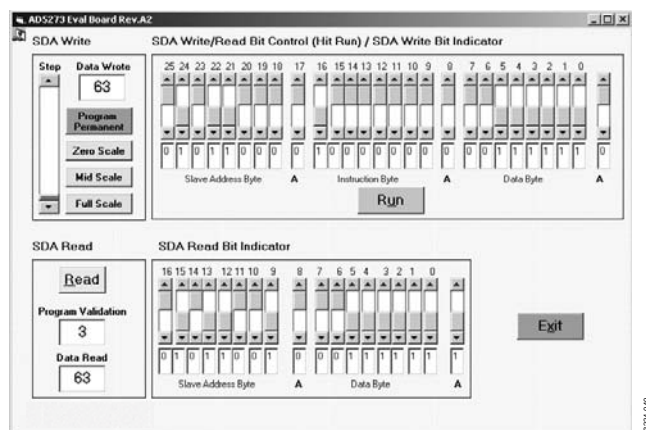 AD5273 Eval Board Rev.A2
SDA Write
SDA Write/Read Bit Control (Hit Run) / SDA Write Bit Indicator
Step
Data Wrote
25 24 23 22 21 20 19 18 17 16 15 14 13 12 11 10 9 8 7 6 5 4 3 2 1 0
63
Program
Permanent
Zero Scale
Mid Scale
Full Scale
0 1 0 1 1 0 0 0 0 1 0 0 0 0 0 0 0 0 0 0 1 1 1 1 1 1 0
Slave Address Byte A Instruction Byte A Data Byte A
Run
SDA Read
SDA Read Bit Indicator
Read
16 15 14 13 12 11 10 9 8 7 6 5 4 3 2 1 0
Program Validation
3
Data Read
63
0 1 0 1 1 0 0 1 0 0 0 1 1 1 1 1 1 1
Slave Address Byte A Data Byte A
Exit